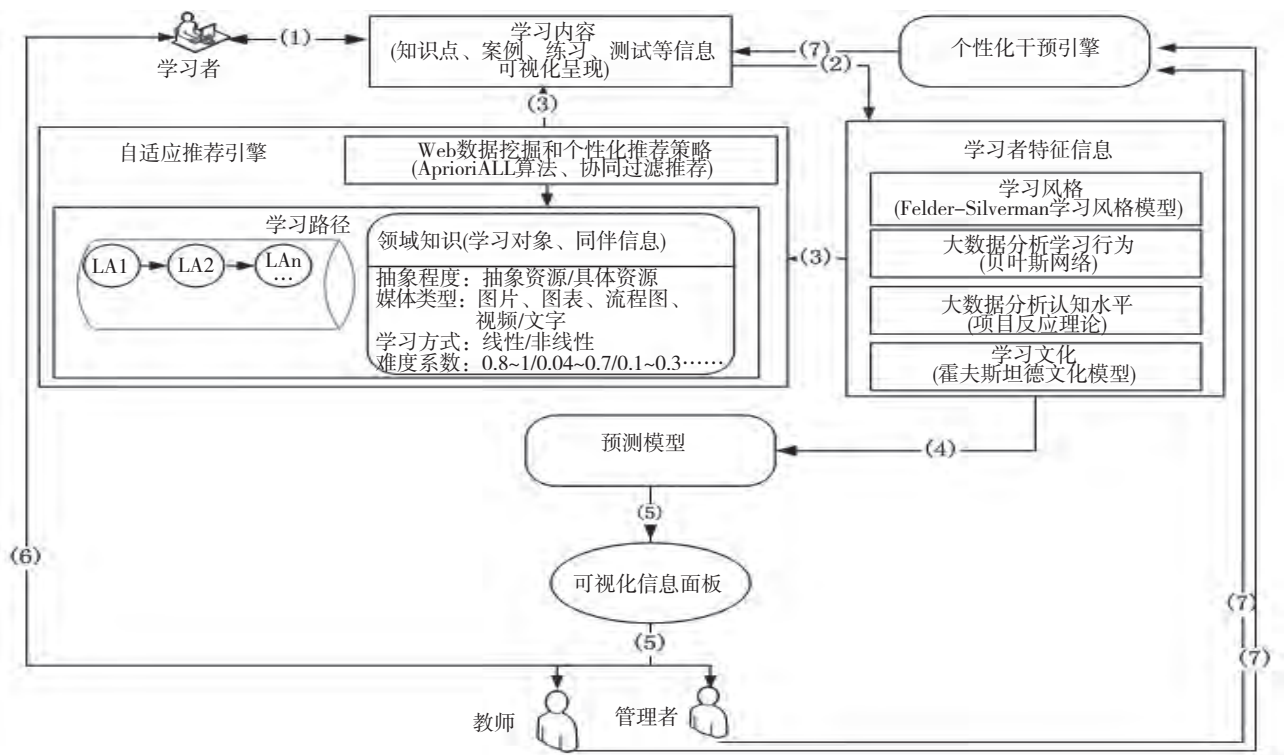 学习者
(1)
学习内容
(知识点、案例、练习、测试等信息
可视化呈现)
(7)
(2)
个性化干预引擎
(3)
自适应推荐引擎
Web数据挖掘和个性化推荐策略
(AprioriALL算法、协同过滤推荐)
学习路径
LA1
LA2
LAn
…
领域知识(学习对象、同伴信息)
抽象程度：抽象资源/具体资源
媒体类型：图片、图表、流程图、
视频/文字
学习方式：线性/非线性
难度系数：0.8~1/0.04~0.7/0.1~0.3……
(3)
学习者特征信息
学习风格
(Felder–Silverman学习风格模型)
大数据分析学习行为
(贝叶斯网络)
大数据分析认知水平
(项目反应理论)
学习文化
(霍夫斯坦德文化模型)
预测模型
(4)
(5)
(6)
可视化信息面板
(5)
(7)
(7)
教师
管理者